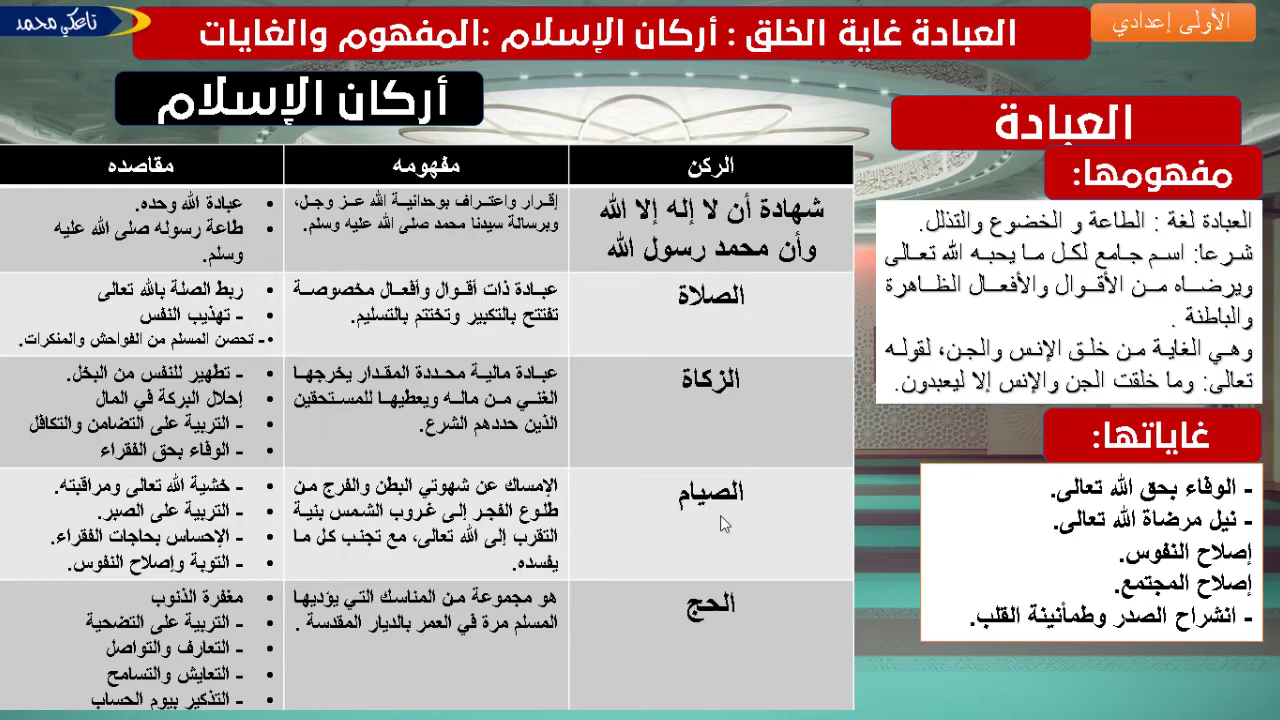 الأولى إعدادي
العبادة غاية الخلق : أركان الإسلام :المفهوم والغايات
تاعكي محمد
العبادة
مفهومها:
العبادة لغة : الطاعة و الخضوع والتذلل.
شرعا: اسم جامع لكل ما يحبه الله تعالى
ويرضاه من الأقوال والأفعال الظاهرة
والباطنة .
وهي الغاية من خلق الإنس والجن، لقوله
تعالى: وما خلقت الجن والإنس إلا ليعبدون.
غاياتها:
- الوفاء بحق الله تعالى.
- نيل مرضاة الله تعالى.
إصلاح النفوس.
إصلاح المجتمع.
- انشراح الصدر وطمأنينة القلب.
أركان الإسلام
الركن
مفهومه
مقاصده
شهادة أن لا إله إلا الله
وأن محمد رسول الله
إقرار واعتراف بوحدانية الله عز وجل،
وبرسالة سيدنا محمد صلى الله عليه وسلم.
• عبادة الله وحده.
• طاعة رسوله صلى الله عليه
وسلم.
الصلاة
عبادة ذات أقوال وأفعال مخصوصة
تفتتح بالتكبير وتختتم بالتسليم.
• ربط الصلة بالله تعالى
• - تهذيب النفس
• - تحصن المسلم من الفواحش والمنكرات.
الزكاة
عبادة مالية محددة المقدار يخرجها
الغني من ماله ويعطيها للمستحقين
الذين حددهم الشرع.
• - تطهير للنفس من البخل.
• إحلال البركة في المال
• - التربية على التضامن والتكافل
• - الوفاء بحق الفقراء
الصيام
الإمساك عن شهوتي البطن والفرج من
طلوع الفجر إلى غروب الشمس بنية
التقرب إلى الله تعالى، مع تجنب كل ما
يفسده.
• - خشية الله تعالى ومراقبته.
• - التربية على الصبر.
• - الإحساس بحاجات الفقراء.
• - التوبة وإصلاح النفوس.
الحج
هو مجموعة من المناسك التي يؤديها
المسلم مرة في العمر بالديار المقدسة .
• مغفرة الذنوب
• - التربية على التضحية
• - التعارف والتواصل
• - التعايش والتسامح
• - التذكير بيوم الحساب